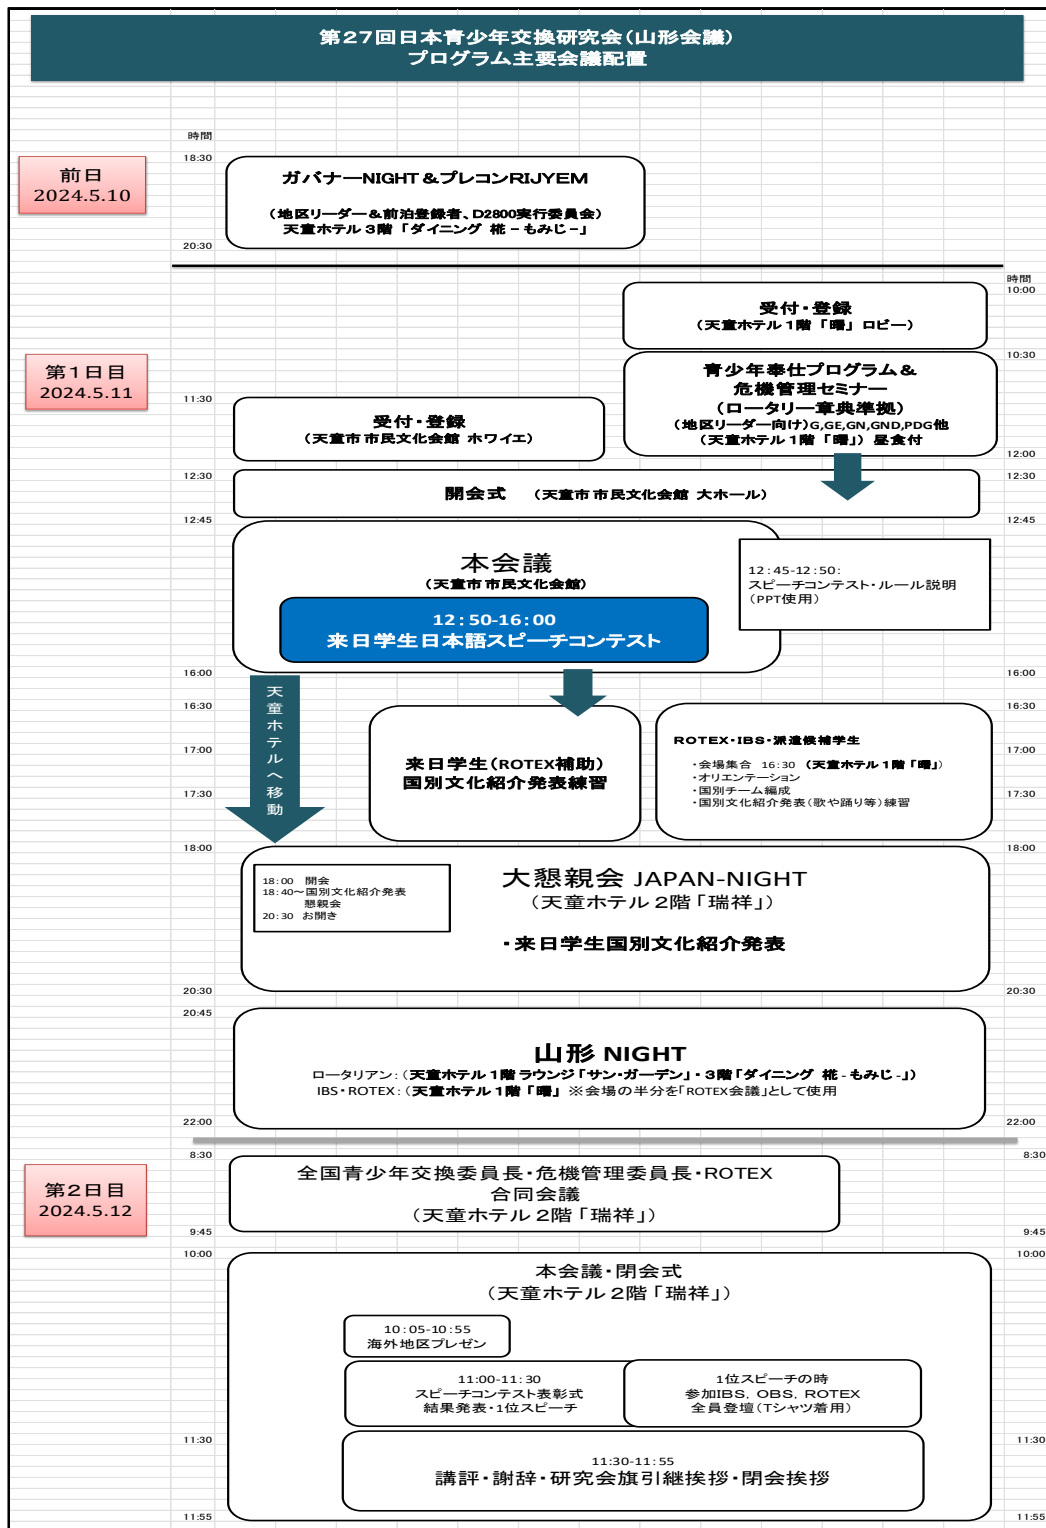 第27回日本青少年交換研究会（山形会議）
プログラム主要会議配置
時間
前日
2024.5.10
18:30
ガバナーNIGHT＆プレコンRIJYEM
（地区リーダー＆前泊登録者、D2800実行委員会）
天童ホテル３階「ダイニング 椛－もみじ－」
20:30
時間
10:00
受付・登録
（天童ホテル１階「曙」ロビー）
10:30
第１日目
2024.5.11
青少年奉仕プログラム＆
危機管理セミナー
（ロータリー章典準拠）
（地区リーダー向け）G,GE,GN,GND,PDG他
（天童ホテル１階「曙」）昼食付
11:30
受付・登録
（天童市市民文化会館 ホワイエ）
12:00
12:30
12:30
開会式 （天童市市民文化会館 大ホール）
12:45
12:45
本会議
（天童市市民文化会館）
12：50-16：00
来日学生日本語スピーチコンテスト
12：45-12：50：
スピーチコンテスト・ルール説明
（PPT使用）
16:00
16:00
天童ホテルへ移動
16:30
16:30
17:00
17:00
17:30
17:30
来日学生（ROTEX補助）
国別文化紹介発表練習
ROTEX・IBS・派遣候補学生
・会場集合 16：30 （天童ホテル１階「曙」）
・オリエンテーション
・国別チーム編成
・国別文化紹介発表（歌や踊り等）練習
18:00
18:00
18：00 開会
18：40～国別文化紹介発表
懇親会
20：30 お開き
大懇親会 JAPAN-NIGHT
（天童ホテル２階「瑞祥」）
・来日学生国別文化紹介発表
20:30
20:30
20:45
山形 NIGHT
ロータリアン：（天童ホテル１階ラウンジ「サン・ガーデン」・３階「ダイニング 椛-もみじ-」）
IBS・ROTEX：（天童ホテル１階「曙」 ※会場の半分を「ROTEX会議」として使用
22:00
22:00
8:30
8:30
第２日目
2024.5.12
全国青少年交換委員長・危機管理委員長・ROTEX
合同会議
（天童ホテル２階「瑞祥」）
9:45
9:45
10:00
10:00
本会議・閉会式
（天童ホテル２階「瑞祥」）
10：05-10：55
海外地区プレゼン
11:00-11:30
スピーチコンテスト表彰式
結果発表・1位スピーチ
1位スピーチの時
参加IBS，OBS，ROTEX
全員登壇（Tシャツ着用）
11:30
11:30
11:30-11:55
講評・謝辞・研究会旗引継挨拶・閉会挨拶
11:55
11:55